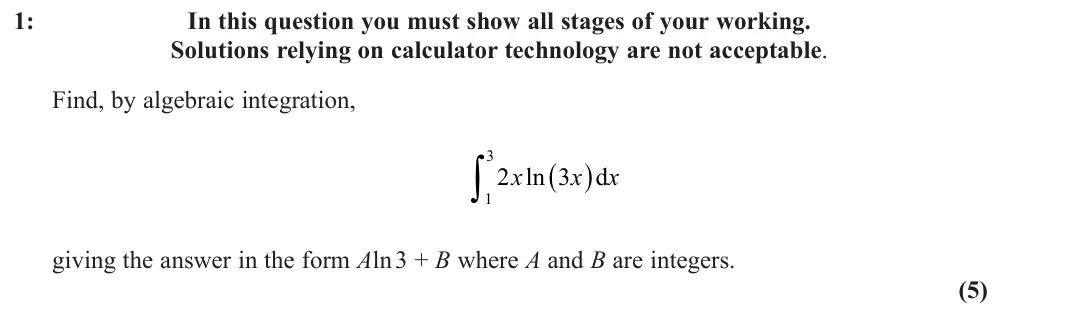 1: In this question you must show all stages of your working.
Solutions relying on calculator technology are not acceptable.
Find, by algebraic integration,
∫₁³ 2x ln(3x) dx
giving the answer in the form Aln3 + B where A and B are integers.
(5)